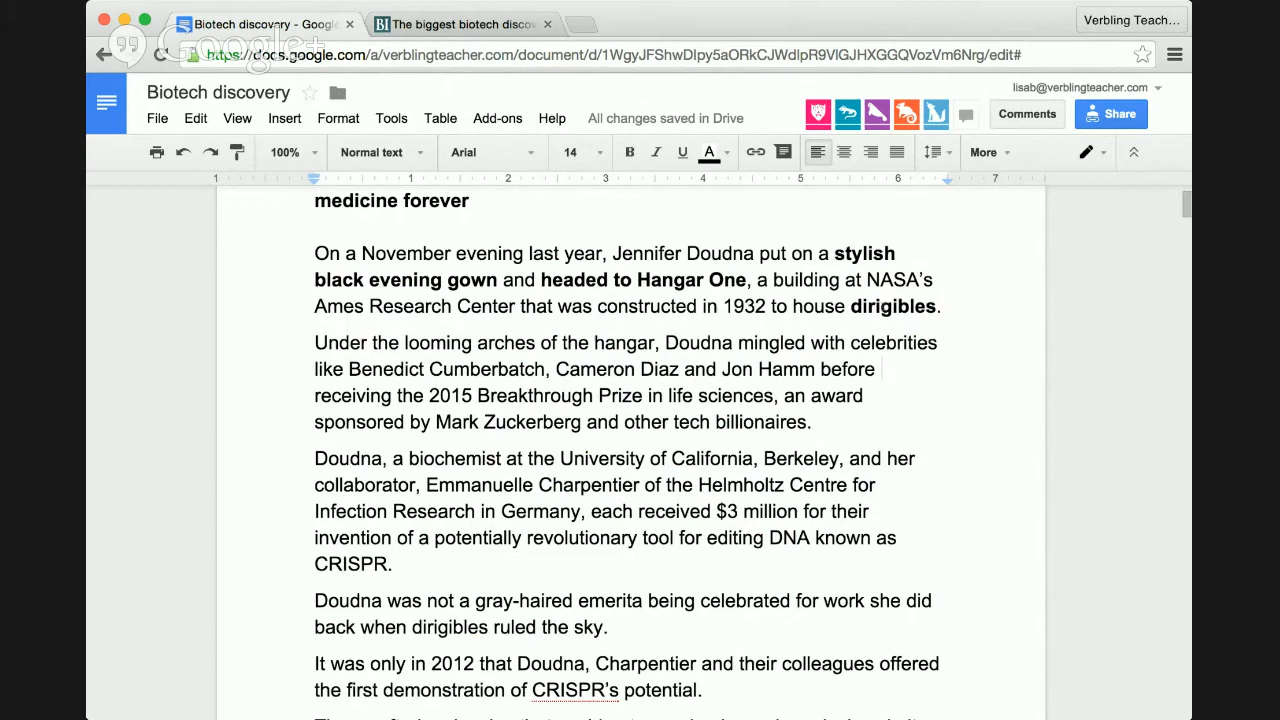 Biotech discovery - Google
The biggest biotech discov
Verbling Teach...
Google+
https://docs.google.com/a/verblingteacher.com/document/d/1WgyJFShwDlpy5aORkCJWdlpR9VlGJHXGGQVozVm6Nrg/edit#
Biotech discovery
lisab@verblingteacher.com
File Edit View Insert Format Tools Table Add-ons Help All changes saved in Drive
Comments
Share
100% Normal text Arial 14 B I U A More
1 1 2 3 4 5 6 7
medicine forever
On a November evening last year, Jennifer Doudna put on a stylish
black evening gown and headed to Hangar One, a building at NASA's
Ames Research Center that was constructed in 1932 to house dirigibles.
Under the looming arches of the hangar, Doudna mingled with celebrities
like Benedict Cumberbatch, Cameron Diaz and Jon Hamm before
receiving the 2015 Breakthrough Prize in life sciences, an award
sponsored by Mark Zuckerberg and other tech billionaires.
Doudna, a biochemist at the University of California, Berkeley, and her
collaborator, Emmanuelle Charpentier of the Helmholtz Centre for
Infection Research in Germany, each received $3 million for their
invention of a potentially revolutionary tool for editing DNA known as
CRISPR.
Doudna was not a gray-haired emerita being celebrated for work she did
back when dirigibles ruled the sky.
It was only in 2012 that Doudna, Charpentier and their colleagues offered
the first demonstration of CRISPR's potential.